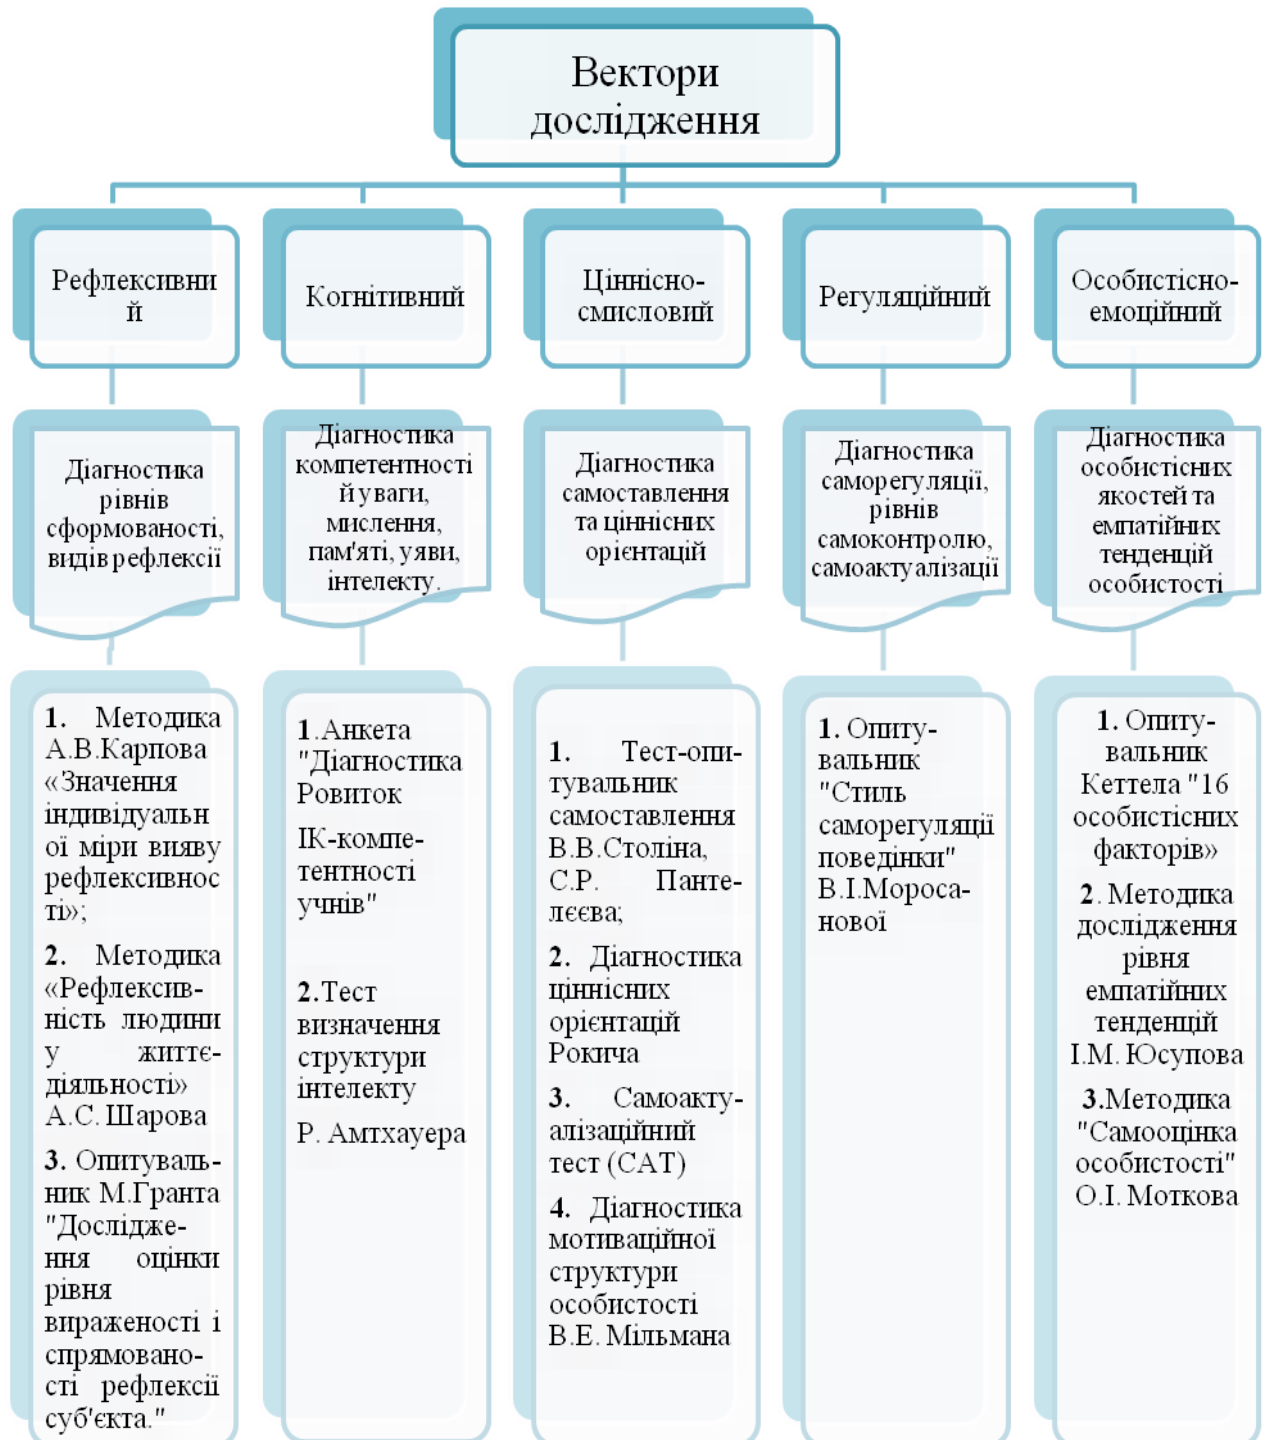 Вектори
дослідження
Рефлексивни
й
Когнітивний
Ціннісно-
смисловий
Регуляційний
Особистісно-
емоційний
Діагностика
рівнів
сформованості,
видів рефлексії
Діагностика
компетентності
й уваги,
мислення,
пам'яті, уяви,
інтелекту.
Діагностика
самоставлення
та ціннісних
орієнтацій
Діагностика
саморегуляції,
рівнів
самоконтролю,
самоактуалізації
Діагностика
особистісних
якостей та
емпатійних
тенденцій
особистості
1. Методика
А.В.Карпова
«Значення
індивідуальн
ої міри вияву
рефлексивнос
ті»;
2. Методика
«Рефлексив-
ність людини
у життє-
діяльності»
А.С. Шарова
3. Опитуваль-
ник М.Гранта
"Дослідже-
ння оцінки
рівня
вираженості і
спрямовано-
сті рефлексії
суб'єкта."
1.Анкета
"Діагностика
Ровиток
ІК-компе-
тентності
учнів"
2.Тест
визначення
структури
інтелекту
Р. Амтхауера
1. Тест-опи-
тувальник
самоставлення
В.В.Століна,
С.Р. Панте-
лєєва;
2. Діагностика
ціннісних
орієнтацій
Рокича
3. Самоакту-
алізаційний
тест (САТ)
4. Діагностика
мотиваційної
структури
особистості
В.Е. Мільмана
1. Опиту-
вальник
"Стиль
саморегуляції
поведінки"
В.І.Мороса-
нової
1. Опиту-
вальник
Кеттела "16
особистісних
факторів»
2. Методика
дослідження
рівня
емпатійних
тенденцій
І.М. Юсупова
3.Методика
"Самооцінка
особистості"
О.І. Моткова